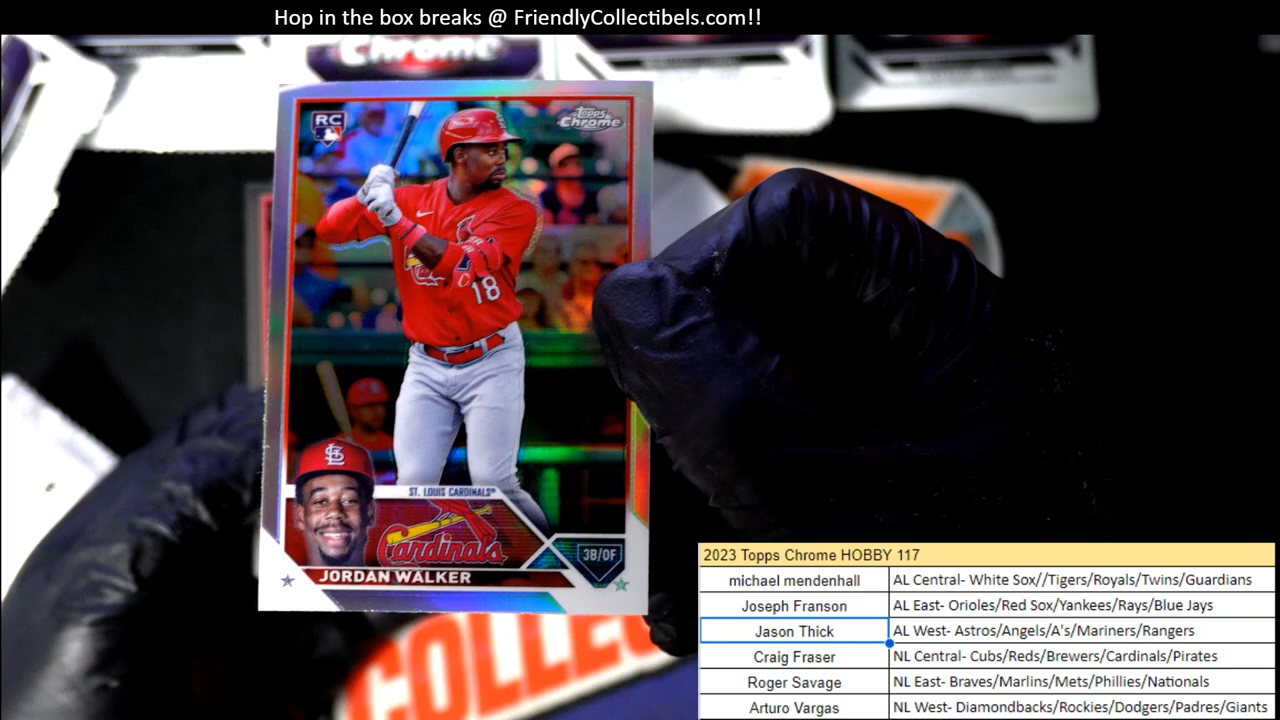 Hop in the box breaks @ FriendlyCollectibels.com!!
Chrome
RC
Topps
Chrome
18
ST. LOUIS CARDINALS
Cardinals
3B/OF
JORDAN WALKER
COLLE
2023 Topps Chrome HOBBY 117
michael mendenhall AL Central- White Sox//Tigers/Royals/Twins/Guardians
Joseph Franson AL East- Orioles/Red Sox/Yankees/Rays/Blue Jays
Jason Thick AL West- Astros/Angels/A's/Mariners/Rangers
Craig Fraser NL Central- Cubs/Reds/Brewers/Cardinals/Pirates
Roger Savage NL East- Braves/Marlins/Mets/Phillies/Nationals
Arturo Vargas NL West- Diamondbacks/Rockies/Dodgers/Padres/Giants